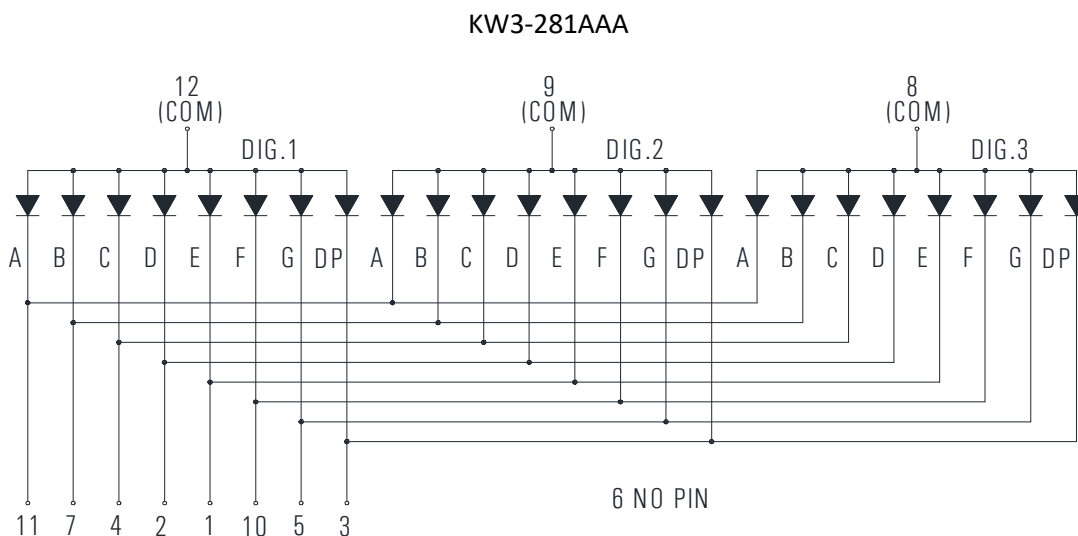 KW3-281AAA
12 9 8
(COM) (COM) (COM)
DIG.1 DIG.2 DIG.3
A B C D E F G DP A B C D E F G DP A B C D E F G DP
6 NO PIN
11 7 4 2 1 10 5 3